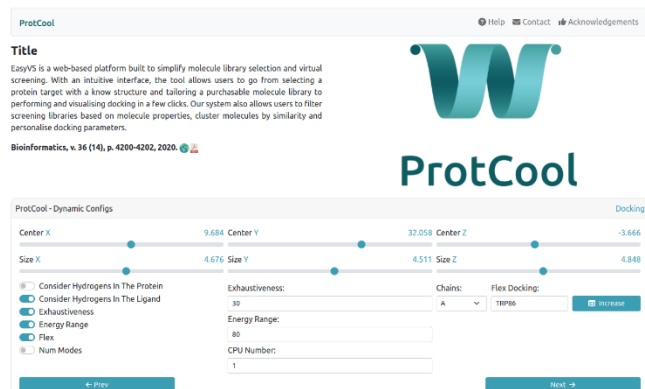 ProtCool
Help Contact Acknowledgements
Title
EasyVS is a web-based platform built to simplify molecule library selection and virtual
screening. With an intuitive interface, the tool allows users to go from selecting a
protein target with a know structure and tailoring a purchasable molecule library to
performing and visualising docking in a few clicks. Our system also allows users to filter
screening libraries based on molecule properties, cluster molecules by similarity and
personalise docking parameters.
Bioinformatics, v. 36 (14), p. 4200-4202, 2020.
ProtCool
ProtCool - Dynamic Configs Docking
Center X 9.684 Center Y 32.058 Center Z -3.666
Size X 4.676 Size Y 4.511 Size Z 4.848
Consider Hydrogens In The Protein
Consider Hydrogens In The Ligand
Exhaustiveness
Energy Range
Flex
Num Modes
Exhaustiveness:
30
Energy Range:
80
CPU Number:
1
Chains: Flex Docking:
A TRP86 Increase
← Prev Next →